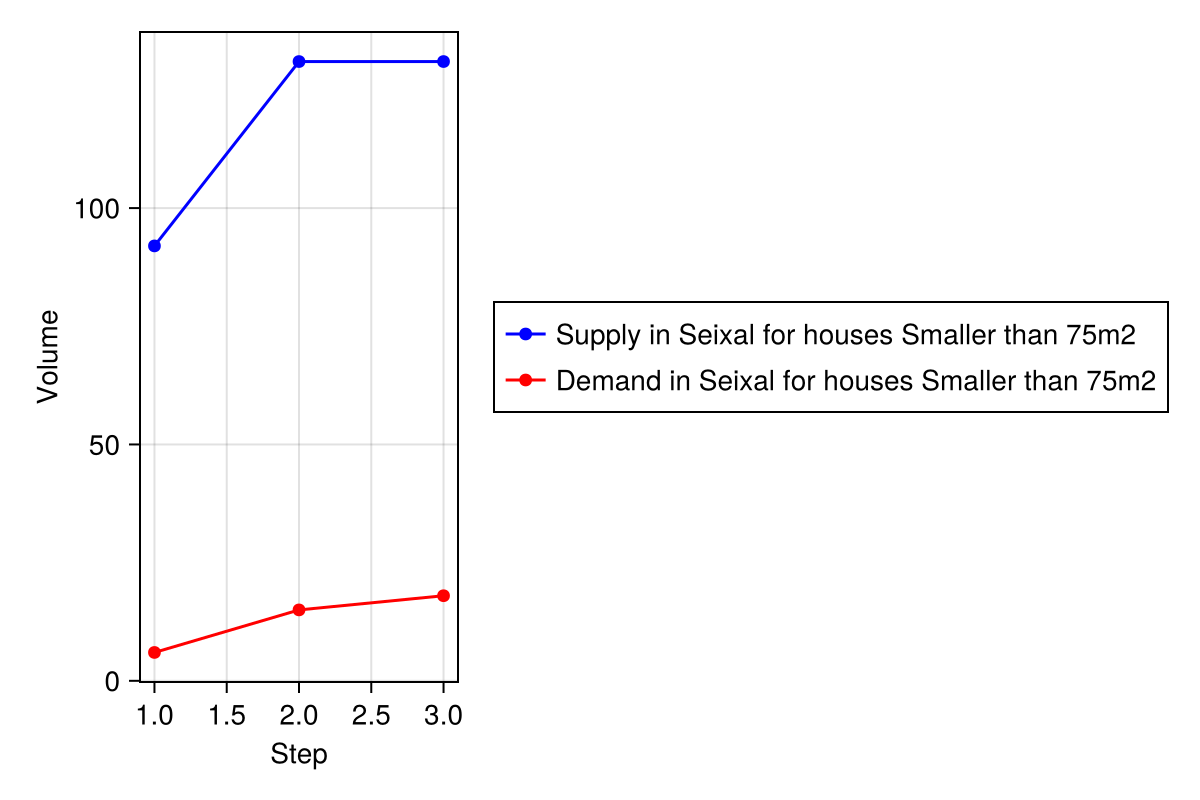 100
50
0
Volume
1.0 1.5 2.0 2.5 3.0
Step
Supply in Seixal for houses Smaller than 75m2
Demand in Seixal for houses Smaller than 75m2